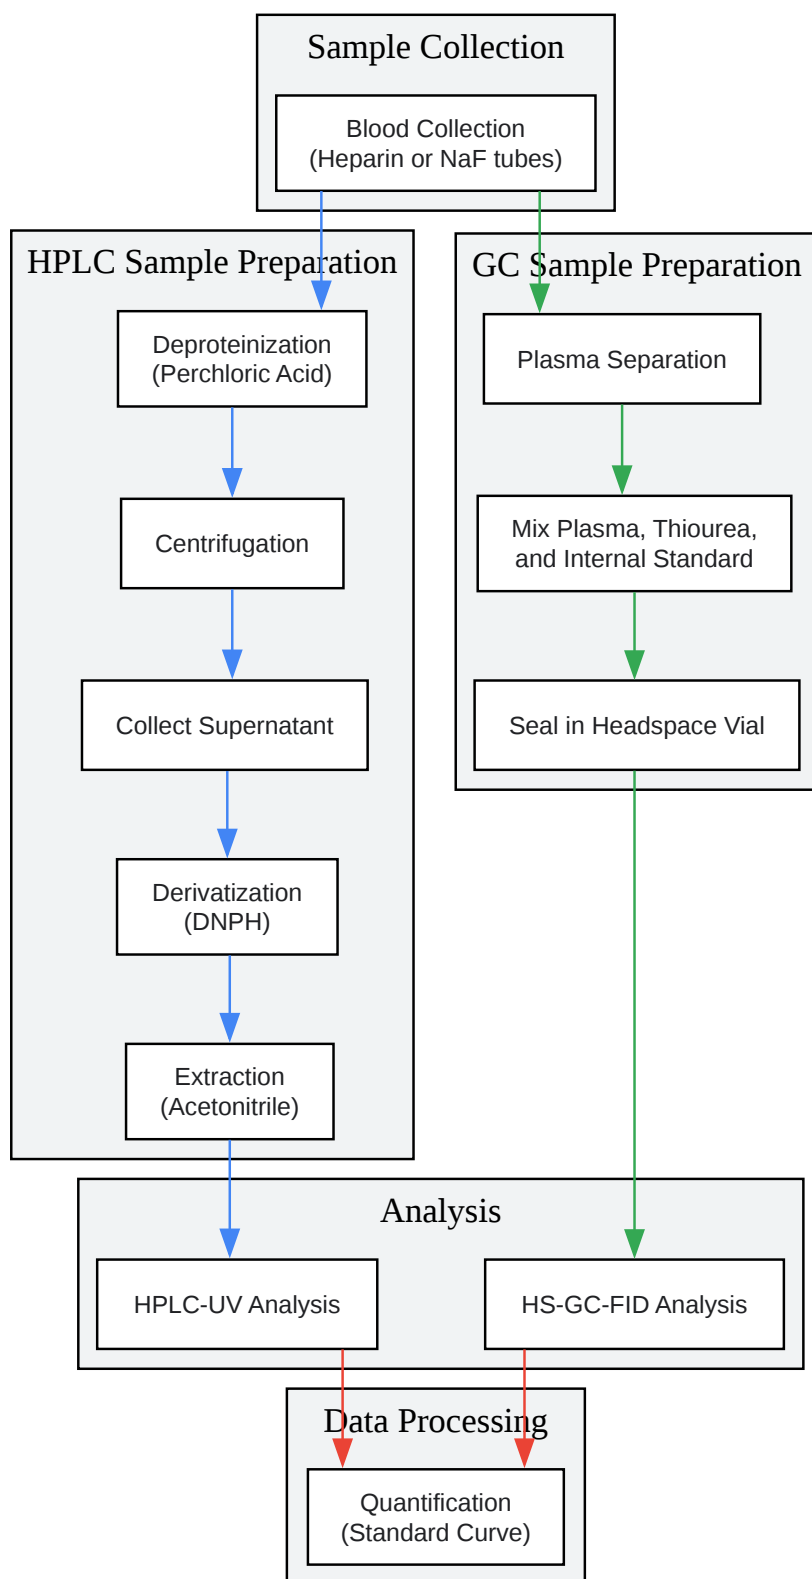 Sample Collection
Blood Collection
(Heparin or NaF tubes)
HPLC Sample Preparation
Deproteinization
(Perchloric Acid)
Centrifugation
Collect Supernatant
Derivatization
(DNPH)
Extraction
(Acetonitrile)
GC Sample Preparation
Plasma Separation
Mix Plasma, Thiourea,
and Internal Standard
Seal in Headspace Vial
Analysis
HPLC-UV Analysis
HS-GC-FID Analysis
Data Processing
Quantification
(Standard Curve)